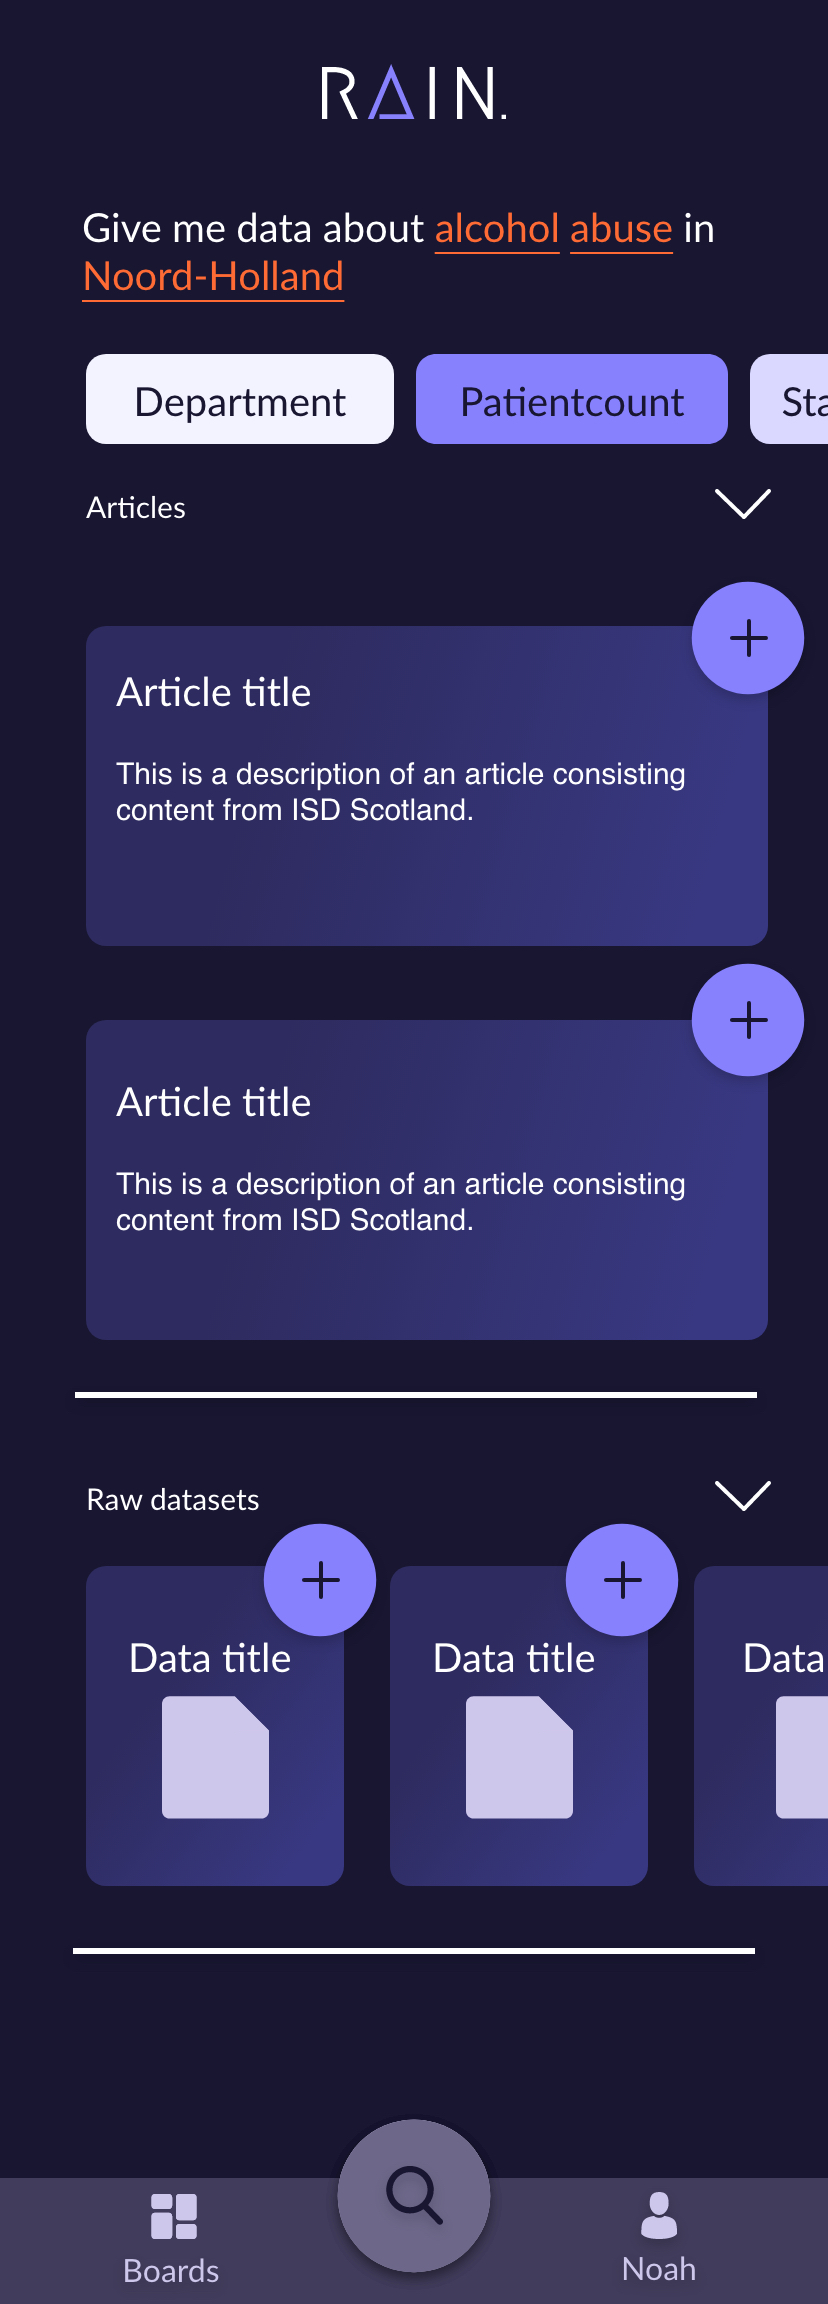 RAIN.
Give me data about alcohol abuse in
Noord-Holland
Department
Patientcount
Sta
Articles
Article title
This is a description of an article consisting
content from ISD Scotland.
Article title
This is a description of an article consisting
content from ISD Scotland.
Raw datasets
Data title
Data title
Data
Boards
Noah